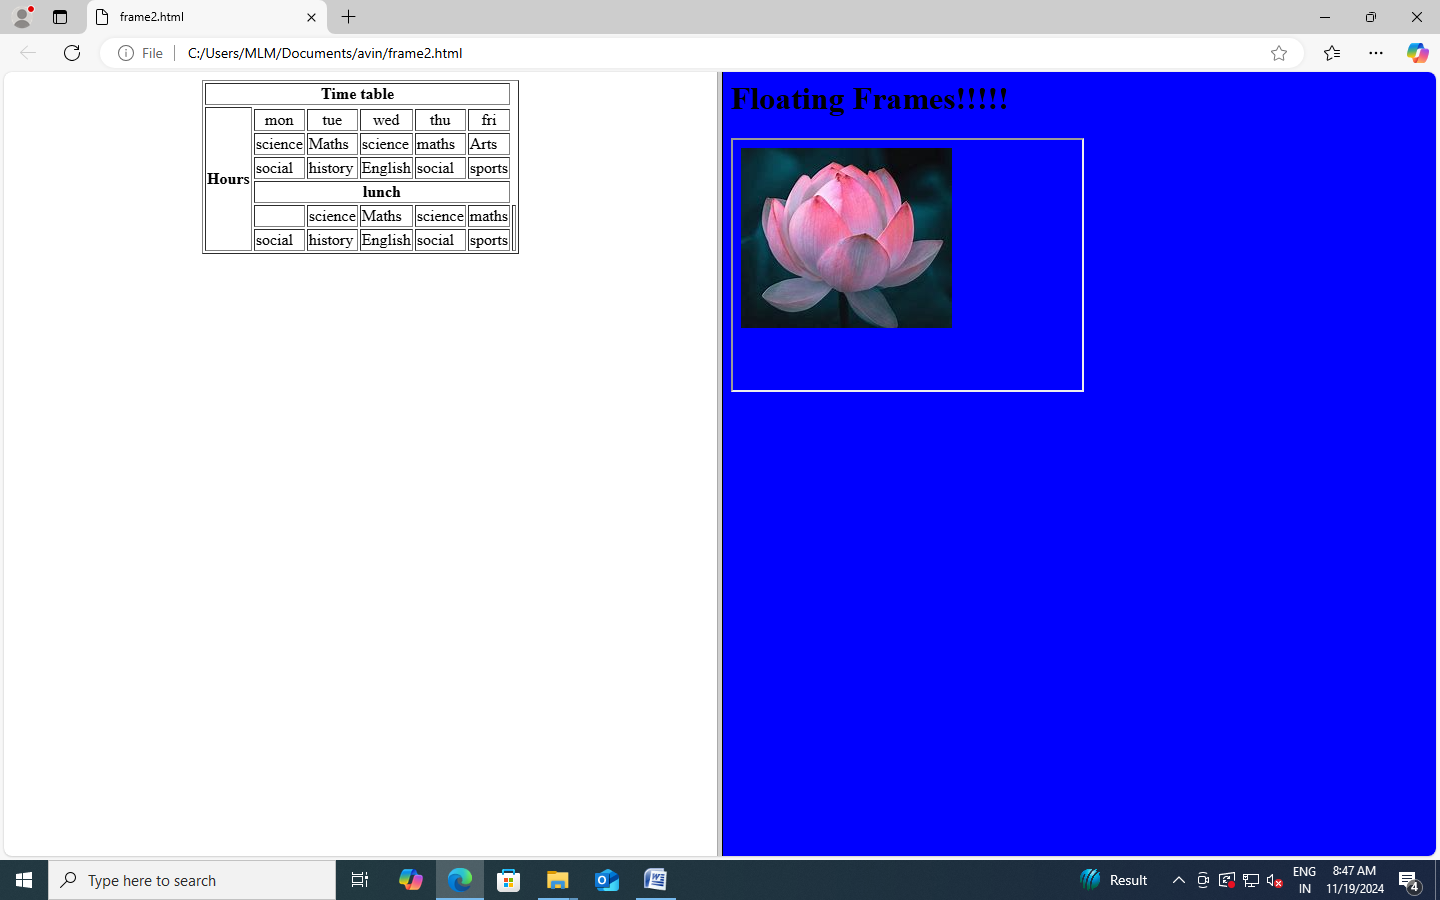 frame2.html
File C:/Users/MLM/Documents/avin/frame2.html
Time table
Hours
mon tue wed thu fri
science Maths science maths Arts
social history English social sports
lunch
science Maths science maths
social history English social sports
Floating Frames!!!!!
Type here to search
Result
ENG
IN
8:47 AM
11/19/2024
4